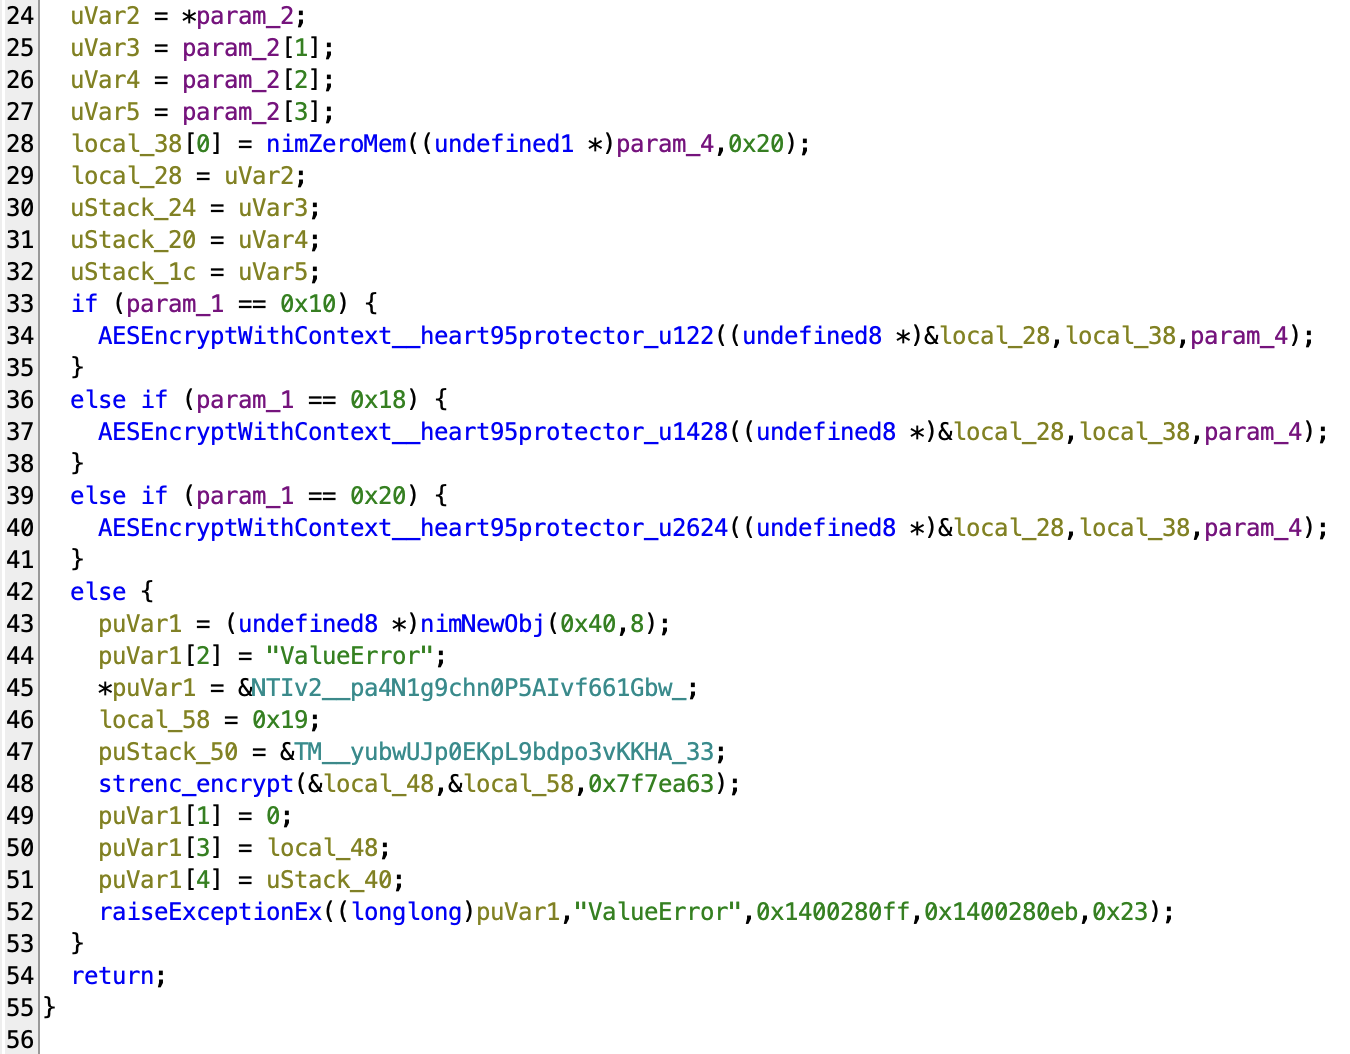 24 uVar2 = *param_2;
25 uVar3 = param_2[1];
26 uVar4 = param_2[2];
27 uVar5 = param_2[3];
28 local_38[0] = nimZeroMem((undefined1 *)param_4,0x20);
29 local_28 = uVar2;
30 uStack_24 = uVar3;
31 uStack_20 = uVar4;
32 uStack_1c = uVar5;
33 if (param_1 == 0x10) {
34 AESEncryptWithContext__heart95protector_u122((undefined8 *)&local_28,local_38,param_4);
35 }
36 else if (param_1 == 0x18) {
37 AESEncryptWithContext__heart95protector_u1428((undefined8 *)&local_28,local_38,param_4);
38 }
39 else if (param_1 == 0x20) {
40 AESEncryptWithContext__heart95protector_u2624((undefined8 *)&local_28,local_38,param_4);
41 }
42 else {
43 puVar1 = (undefined8 *)nimNewObj(0x40,8);
44 puVar1[2] = "ValueError";
45 *puVar1 = &NTIv2__pa4N1g9chn0P5AIvf661Gbw_;
46 local_58 = 0x19;
47 puStack_50 = &TM__yubwUJp0EKpL9bdpo3vKKHA_33;
48 strenc_encrypt(&local_48,&local_58,0x7f7ea63);
49 puVar1[1] = 0;
50 puVar1[3] = local_48;
51 puVar1[4] = uStack_40;
52 raiseExceptionEx((longlong)puVar1,"ValueError",0x1400280ff,0x1400280eb,0x23);
53 }
54 return;
55 }
56